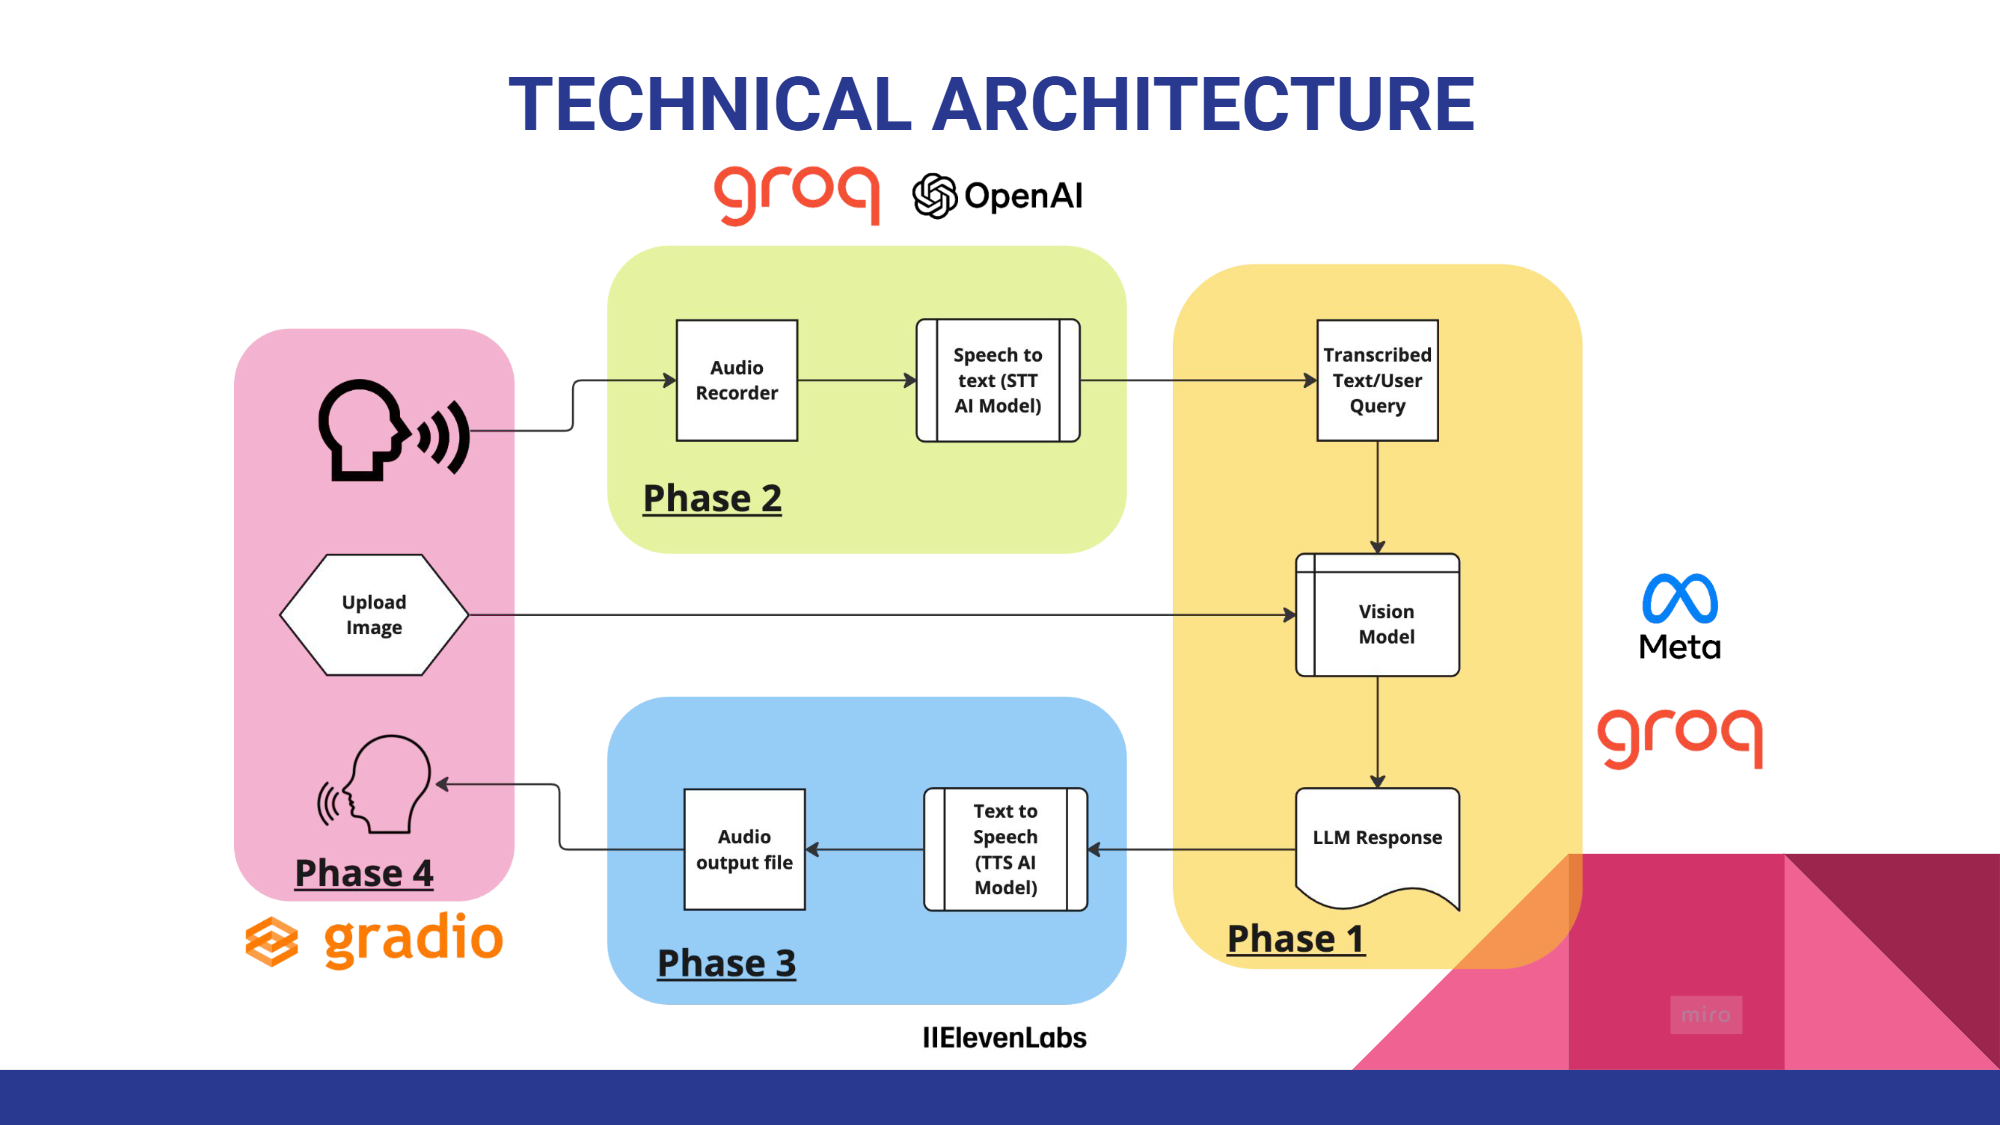 TECHNICAL ARCHITECTURE
groq
OpenAI
Audio
Recorder
Speech to
text (STT
AI Model)
Phase 2
Transcribed
Text/User
Query
Upload
Image
Vision
Model
Meta
groq
Phase 4
gradio
Audio
output file
Text to
Speech
(TTS AI
Model)
Phase 3
IIElevenLabs
LLM Response
Phase 1
miro